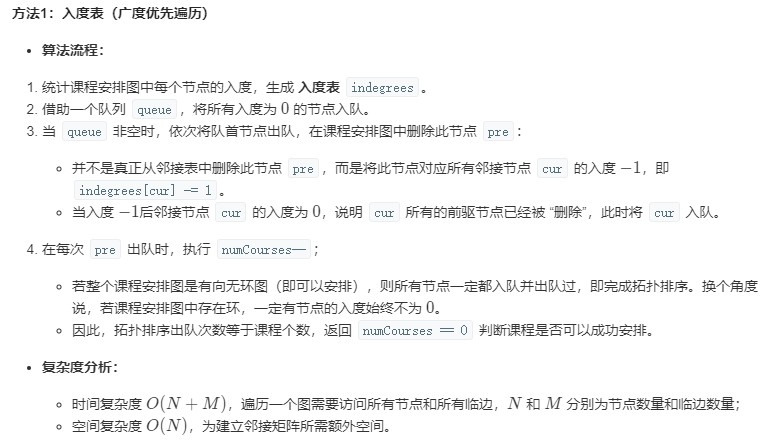 方法1：入度表（广度优先遍历）
算法流程：
1. 统计课程安排图中每个节点的入度，生成 入度表 indegrees 。
2. 借助一个队列 queue ，将所有入度为 0 的节点入队。
3. 当 queue 非空时，依次将队首节点出队，在课程安排图中删除此节点 pre ：
并不是真正从邻接表中删除此节点 pre ，而是将此节点对应所有邻接节点 cur 的入度 −1，即
indegrees[cur] -= 1 。
当入度 −1后邻接节点 cur 的入度为 0，说明 cur 所有的前驱节点已经被 “删除”，此时将 cur 入队。
4. 在每次 pre 出队时，执行 numCourses-- ；
若整个课程安排图是有向无环图（即可以安排），则所有节点一定都入队并出队过，即完成拓扑排序。换个角度
说，若课程安排图中存在环，一定有节点的入度始终不为 0。
因此，拓扑排序出队次数等于课程个数，返回 numCourses == 0 判断课程是否可以成功安排。
复杂度分析：
时间复杂度 O(N + M)，遍历一个图需要访问所有节点和所有临边，N 和 M 分别为节点数量和临边数量；
空间复杂度 O(N)，为建立邻接矩阵所需额外空间。